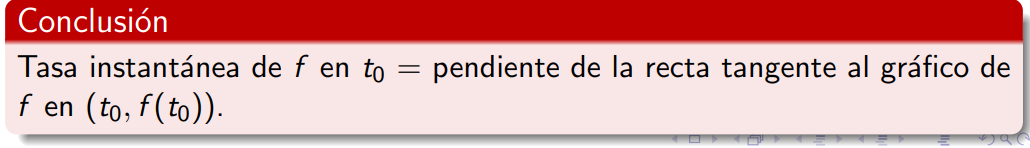 Conclusión
Tasa instantánea de f en t₀ = pendiente de la recta tangente al gráfico de
f en (t₀, f(t₀)).